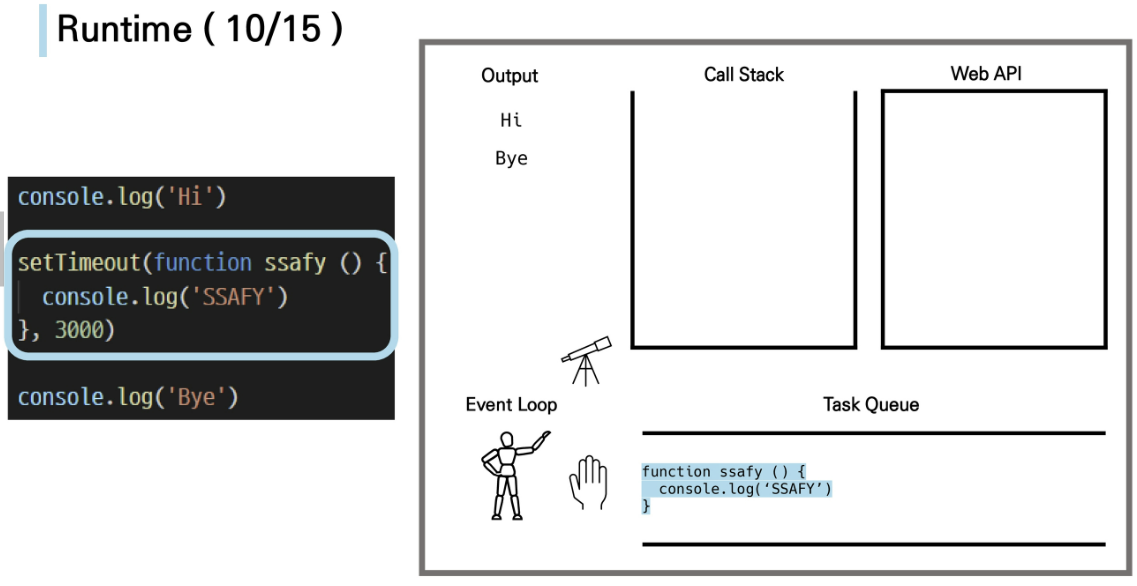 Runtime ( 10/15 )
console.log('Hi')
setTimeout(function ssafy () {
  console.log('SSAFY')
}, 3000)
console.log('Bye')
Output
Hi
Bye
Call Stack
Web API
Event Loop
Task Queue
function ssafy () {
  console.log(‘SSAFY’)
}